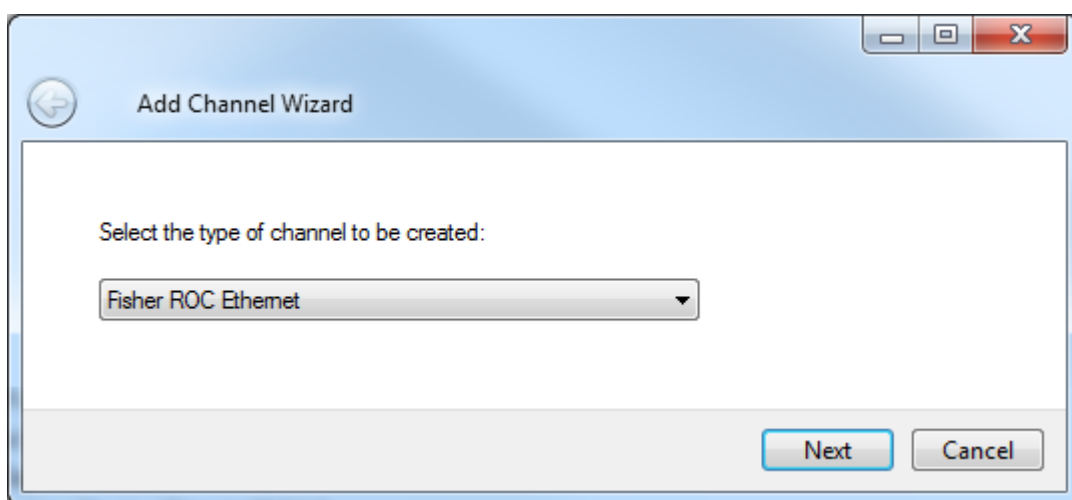 Add Channel Wizard
Select the type of channel to be created:
Fisher ROC Ethernet
Next Cancel